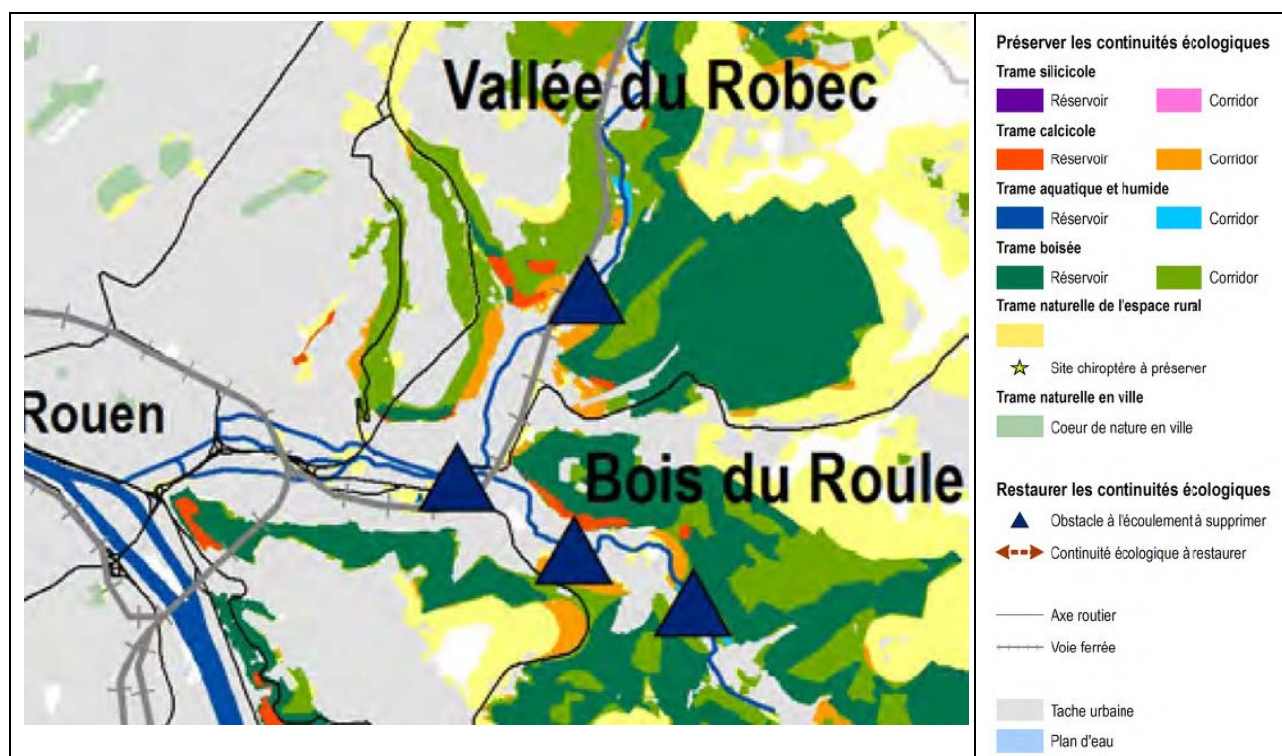 Vallée du Robec
Rouen
Bois du Roule
Préserver les continuités écologiques
Trame silicicole
Réservoir Corridor
Trame calcicole
Réservoir Corridor
Trame aquatique et humide
Réservoir Corridor
Trame boisée
Réservoir Corridor
Trame naturelle de l'espace rural
Site chiroptère à préserver
Trame naturelle en ville
Coeur de nature en ville
Restaurer les continuités écologiques
Obstacle à l'écoulement à supprimer
Continuité écologique à restaurer
Axe routier
Voie ferrée
Tache urbaine
Plan d'eau